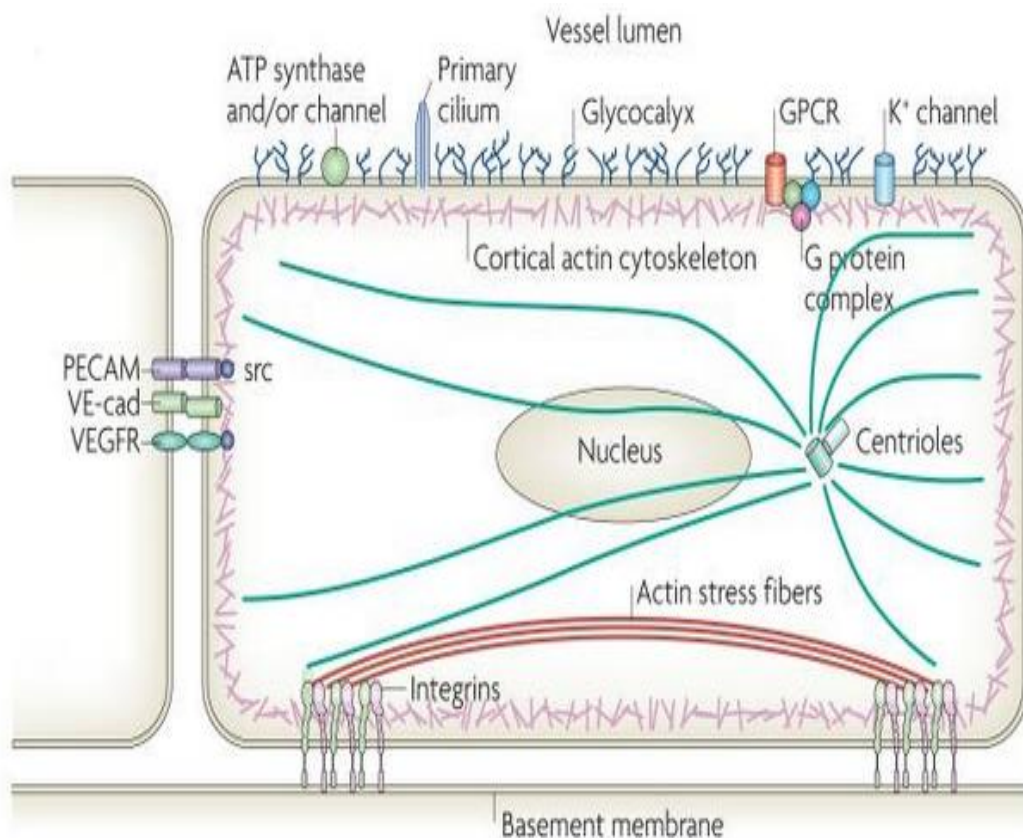 Vessel lumen
ATP synthase
and/or channel
Primary
cilium
Glycocalyx
GPCR
K⁺ channel
Cortical actin cytoskeleton
G protein
complex
PECAM
src
VE-cad
VEGFR
Nucleus
Centrioles
Actin stress fibers
Integrins
Basement membrane